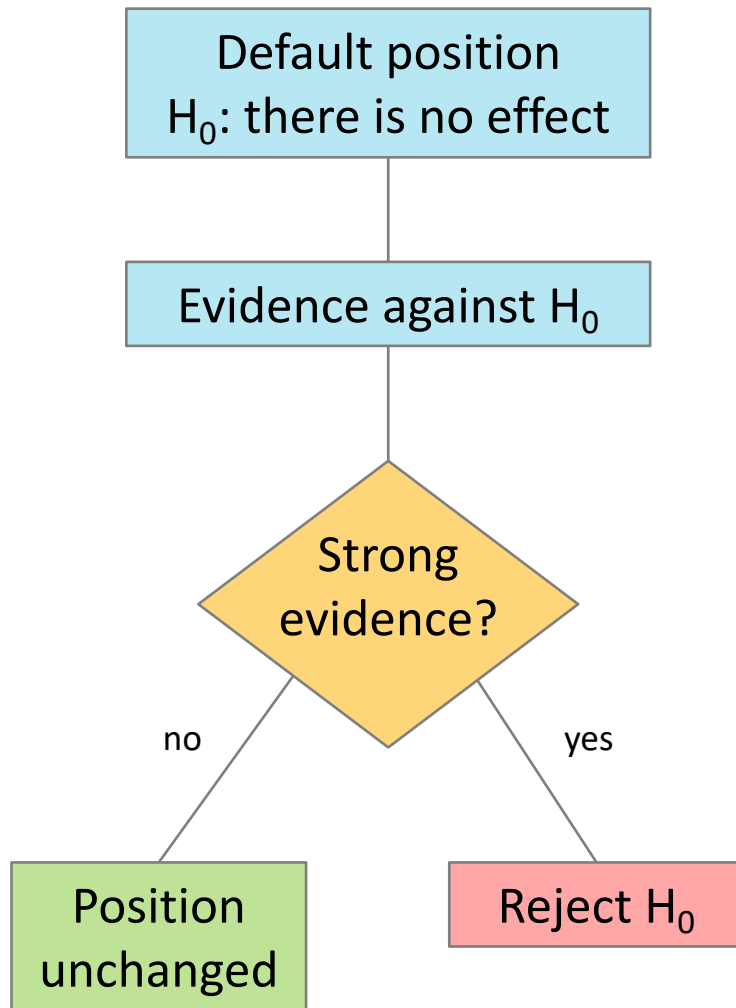 Default position
H₀: there is no effect
Evidence against H₀
Strong
evidence?
no
yes
Position
unchanged
Reject H₀